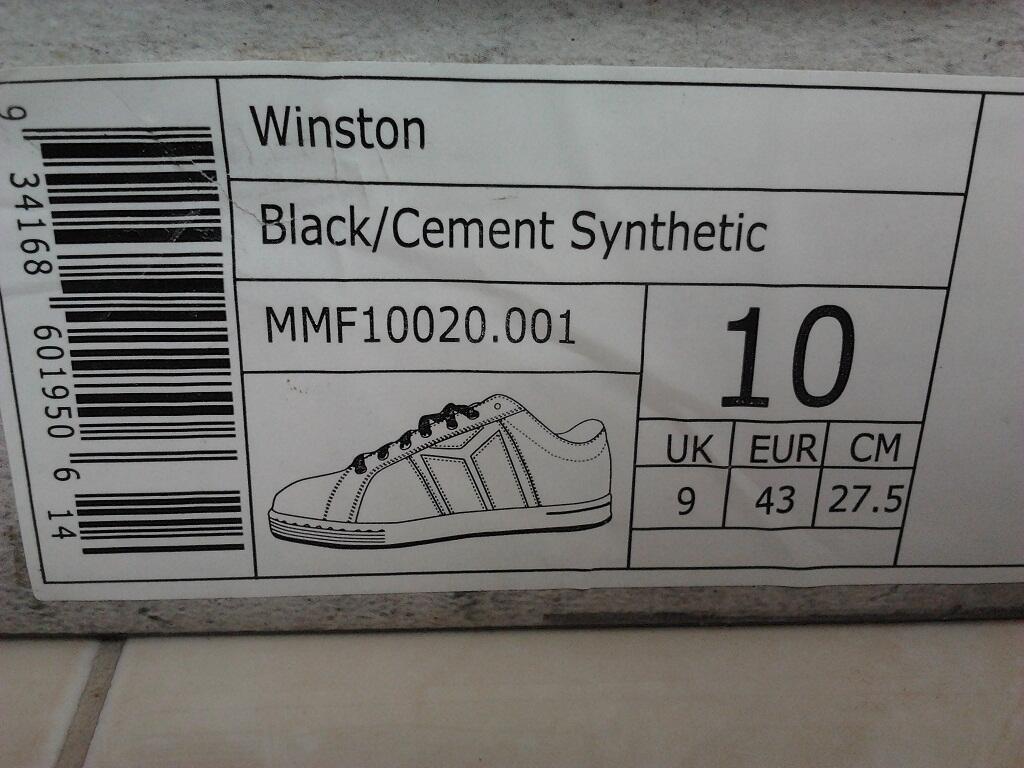 9 34168 601950 6 14
Winston
Black/Cement Synthetic
MMF10020.001
10
UK EUR CM
9 43 27.5